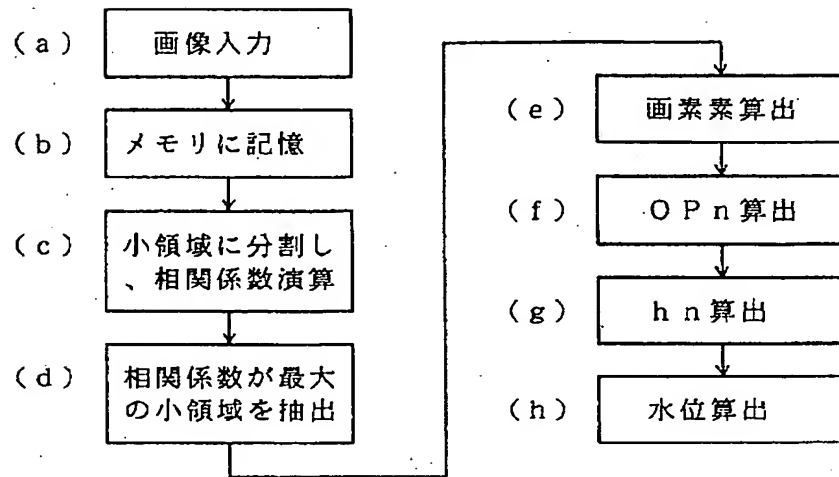 (a) 画像入力
(b) メモリに記憶
(c) 小領域に分割し
、相関係数演算
(d) 相関係数が最大
の小領域を抽出
(e) 画素素算出
(f) OPn算出
(g) hn算出
(h) 水位算出